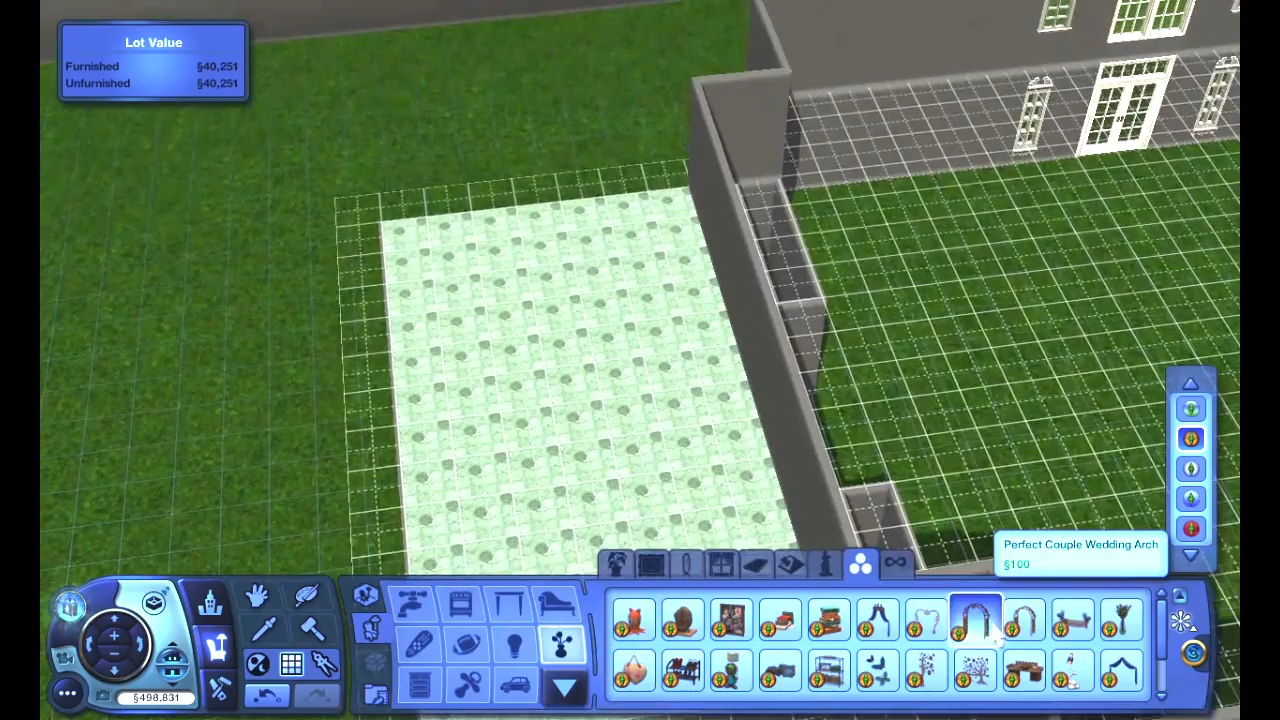 Lot Value
Furnished §40,251
Unfurnished §40,251
Perfect Couple Wedding Arch
§100
§498,831